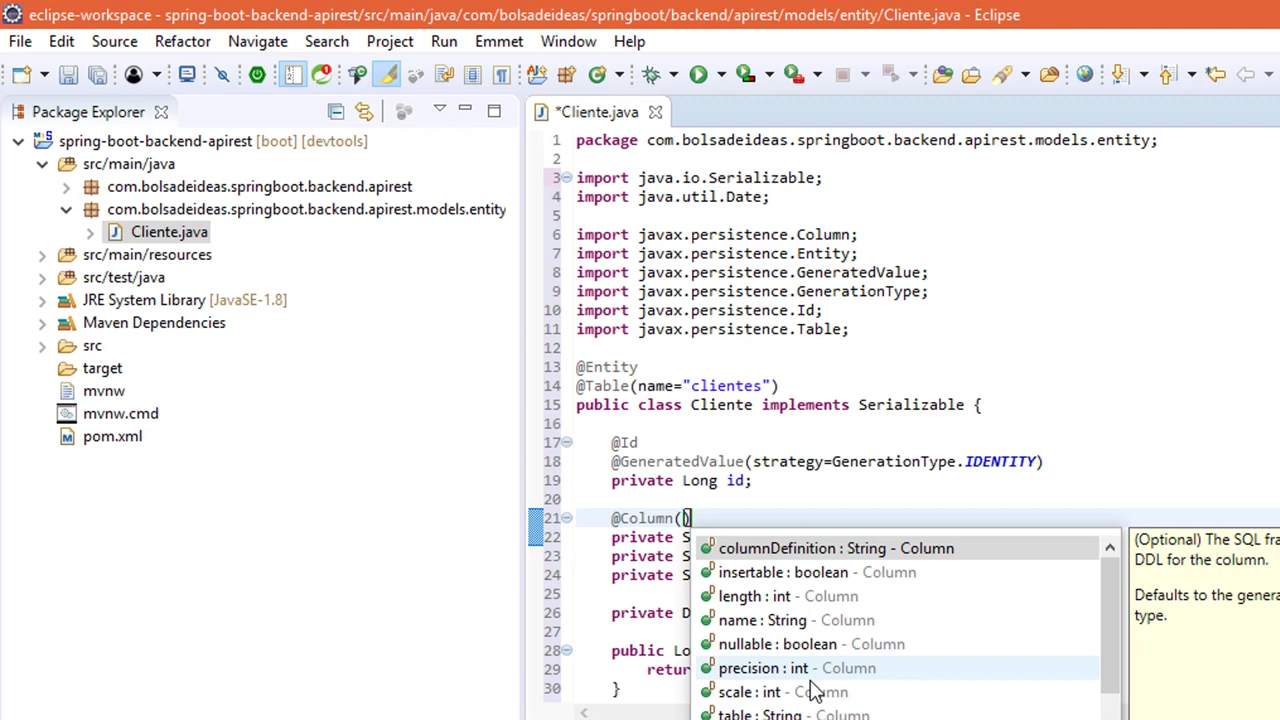 eclipse-workspace - spring-boot-backend-apirest/src/main/java/com/bolsadeideas/springboot/backend/apirest/models/entity/Cliente.java - Eclipse
File Edit Source Refactor Navigate Search Project Run Emmet Window Help
Package Explorer
spring-boot-backend-apirest [boot] [devtools]
src/main/java
com.bolsadeideas.springboot.backend.apirest
com.bolsadeideas.springboot.backend.apirest.models.entity
Cliente.java
src/main/resources
src/test/java
JRE System Library [JavaSE-1.8]
Maven Dependencies
src
target
mvnw
mvnw.cmd
pom.xml
*Cliente.java
1 package com.bolsadeideas.springboot.backend.apirest.models.entity;
2
3 import java.io.Serializable;
4 import java.util.Date;
5
6 import javax.persistence.Column;
7 import javax.persistence.Entity;
8 import javax.persistence.GeneratedValue;
9 import javax.persistence.GenerationType;
10 import javax.persistence.Id;
11 import javax.persistence.Table;
12
13 @Entity
14 @Table(name="clientes")
15 public class Cliente implements Serializable {
16
17 @Id
18 @GeneratedValue(strategy=GenerationType.IDENTITY)
19 private Long id;
20
21 @Column()
22 private S
23 private S
24 private S
25
26 private D
27
28 public Lo
29 retur
30 }
columnDefinition : String - Column
insertable : boolean - Column
length : int - Column
name : String - Column
nullable : boolean - Column
precision : int - Column
scale : int - Column
table : String - Column
(Optional) The SQL fra
DDL for the column.
Defaults to the genera
type.